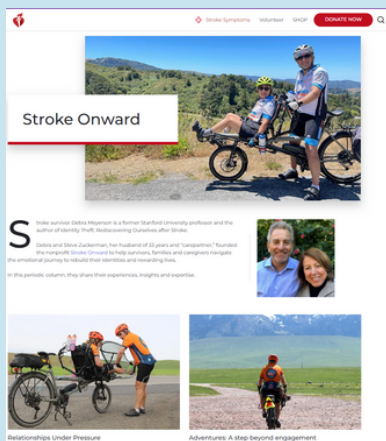 Stroke Symptoms Volunteer SHOP DONATE NOW
Stroke Onward
Stroke survivor Debra Meyerson is a former Stanford University professor and the
author of Identity Theft: Rediscovering Ourselves after Stroke.
Debra and Steve Zuckerman, her husband of 33 years and "carepartner," founded
the nonprofit Stroke Onward to help survivors, families and caregivers navigate
the emotional journey to rebuild their identities and rewarding lives.
In this periodic column, they share their experiences, insights and expertise.
Relationships Under Pressure
Adventures: A step beyond engagement